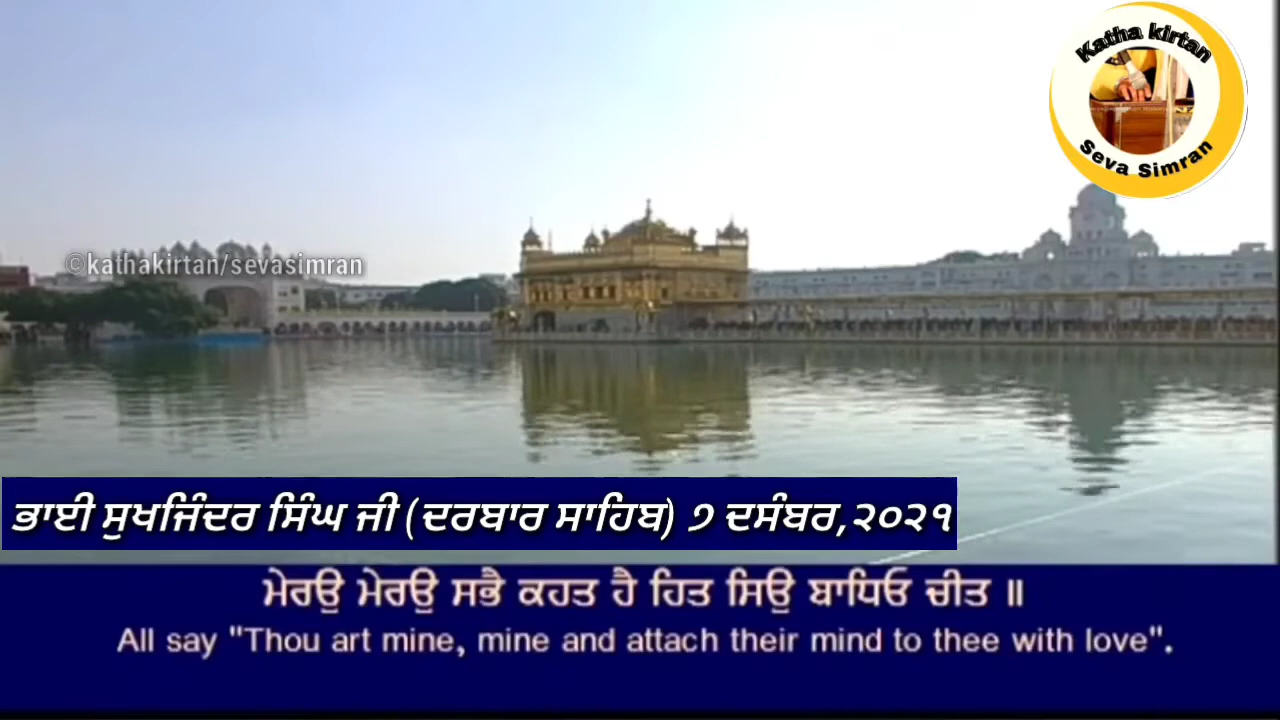 Katha kirtan
Seva Simran
©kathakirtan/sevasimran
ਭਾਈ ਸੁਖਜਿੰਦਰ ਸਿੰਘ ਜੀ (ਦਰਬਾਰ ਸਾਹਿਬ) ੭ ਦਸੰਬਰ,੨੦੨੧
ਮੇਰਉ ਮੇਰਉ ਸਭੈ ਕਹਤ ਹੈ ਹਿਤ ਸਿਉ ਬਾਧਿਓ ਚੀਤ ॥
All say "Thou art mine, mine and attach their mind to thee with love".